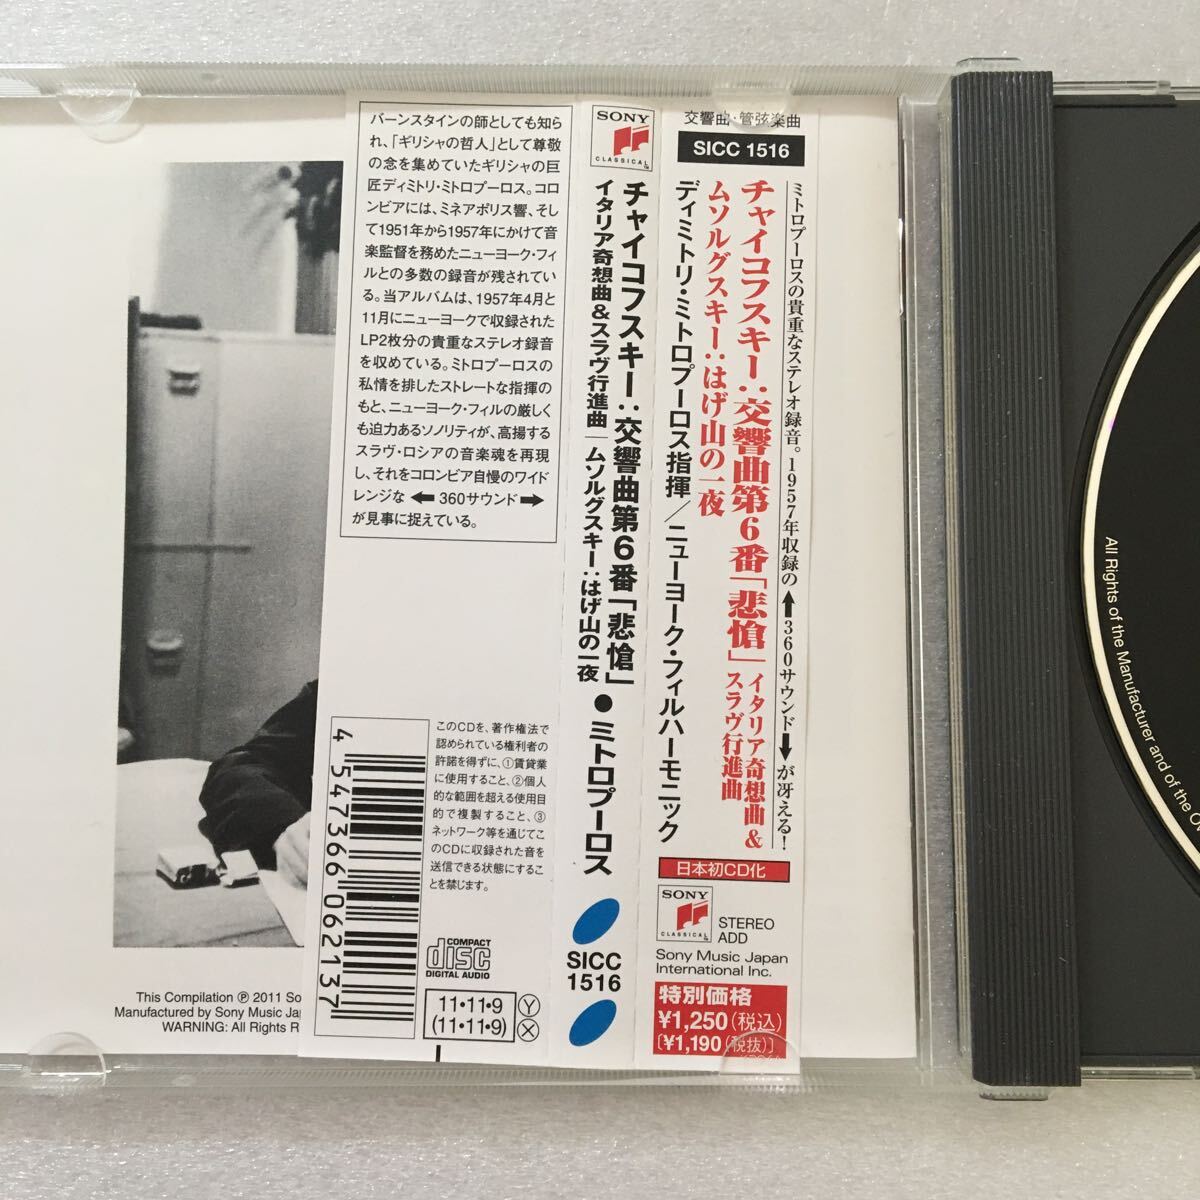 バーンスタインの師としても知ら
れ、「ギリシャの哲人」として尊敬
の念を集めていたギリシャの巨
匠ディミトリ・ミトロプーロス。コロ
ンビアには、ミネアポリス響、そし
て1951年から1957年にかけて音
楽監督を務めたニューヨーク・フィ
ルとの多数の録音が残されてい
る。当アルバムは、1957年4月と
11月にニューヨークで収録された
LP2枚分の貴重なステレオ録音
を収めている。ミトロプーロスの
私情を排したストレートな指揮の
もと、ニューヨーク・フィルの厳しく
も迫力あるソノリティが、高揚する
スラヴ・ロシアの音楽魂を再現
し、それをコロンビア自慢のワイド
レンジな ← 360サウンド →
が見事に捉えている。
このCDを、著作権法で
認められている権利者の
許諾を得ずに、①賃貸業
に使用すること、②個人
的な範囲を超える使用目
的で複製すること、③
ネットワーク等を通じてこ
のCDに収録された音を
送信できる状態にするこ
とを禁じます。
4 547366 062137
COMPACT
disc
DIGITAL AUDIO
11・11・9 Ⓨ
(11・11・9) Ⓧ
SONY
CLASSICAL
チャイコフスキー：交響曲第6番「悲愴」 ● ミトロプーロス
イタリア奇想曲＆スラヴ行進曲｜ムソルグスキー：はげ山の一夜
SICC
1516
交響曲・管弦楽曲
SICC 1516
ミトロプーロスの貴重なステレオ録音。1957年収録の←360サウンド→が冴える！
チャイコフスキー：交響曲第6番「悲愴」
イタリア奇想曲＆
スラヴ行進曲
ムソルグスキー：はげ山の一夜
ディミトリ・ミトロプーロス指揮／ニューヨーク・フィルハーモニック
日本初CD化
SONY
CLASSICAL
STEREO
ADD
Sony Music Japan
International Inc.
特別価格
¥1,250(税込)
〔¥1,190(税抜)〕
This Compilation Ⓟ 2011 So
Manufactured by Sony Music Jap
WARNING: All Rights R
All Rights of the Manufacturer and of the O